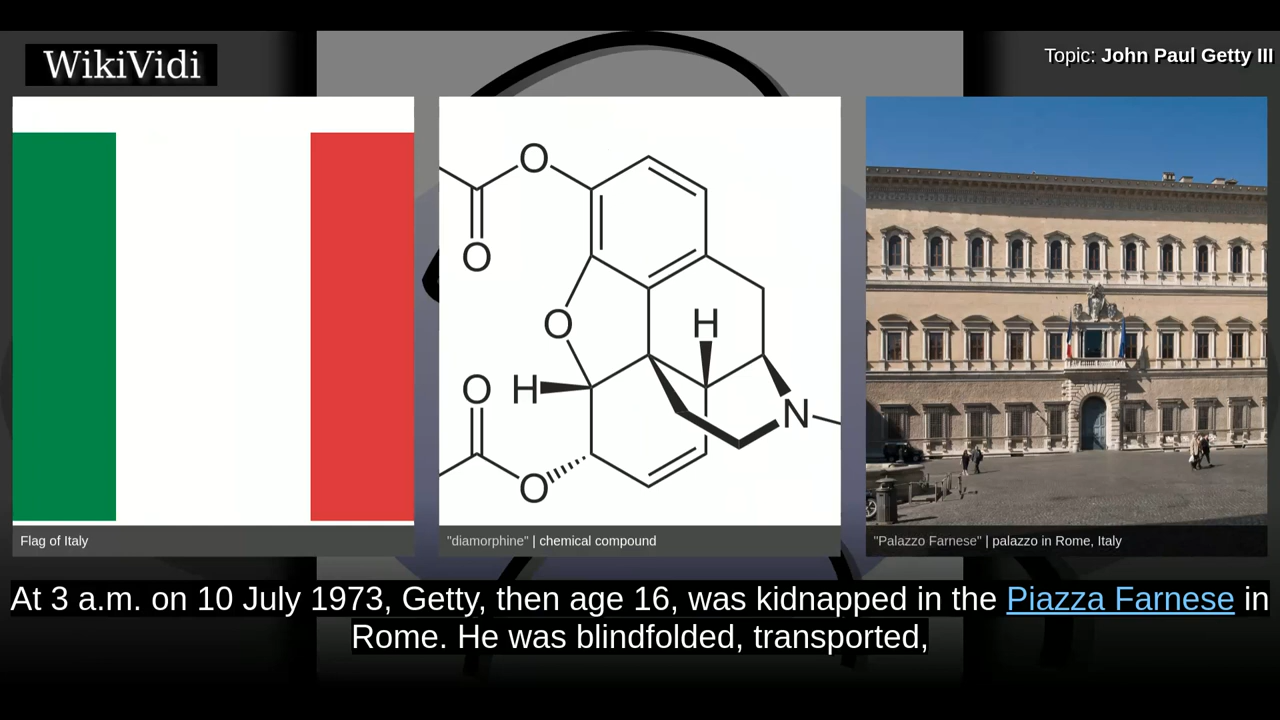 WikiVidi
Topic: John Paul Getty III
O
O
O
H
O
H
N
O
Flag of Italy
"diamorphine" | chemical compound
"Palazzo Farnese" | palazzo in Rome, Italy
At 3 a.m. on 10 July 1973, Getty, then age 16, was kidnapped in the Piazza Farnese in
Rome. He was blindfolded, transported,